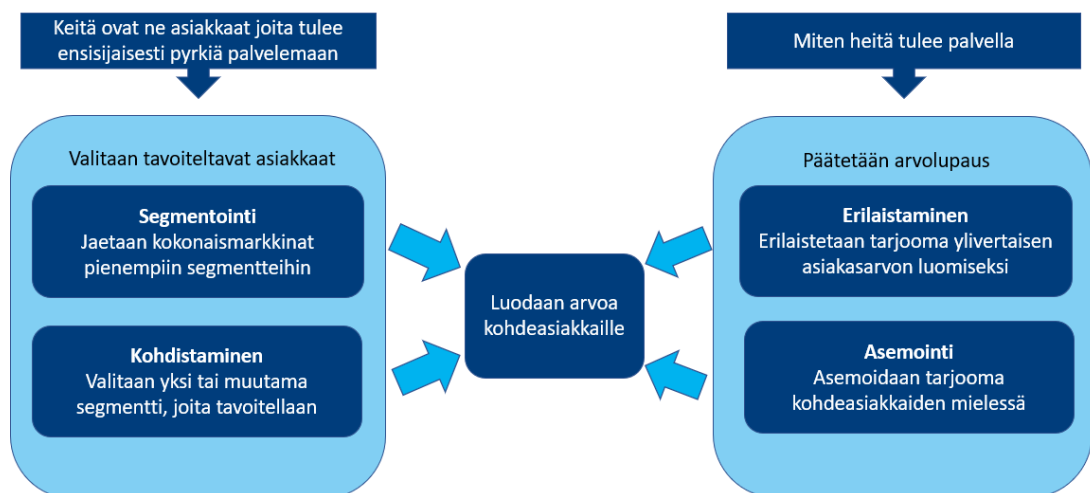 Keitä ovat ne asiakkaat joita tulee
ensisijaisesti pyrkiä palvelemaan
Valitaan tavoiteltavat asiakkaat
Segmentointi
Jaetaan kokonaismarkkinat
pienempiin segmentteihin
Kohdistaminen
Valitaan yksi tai muutama
segmentti, joita tavoitellaan
Luodaan arvoa
kohdeasiakkaille
Miten heitä tulee palvella
Päätetään arvolupaus
Erilaistaminen
Erilaistetaan tarjooma ylivertaisen
asiakasarvon luomiseksi
Asemointi
Asemoidaan tarjooma
kohdeasiakkaiden mielessä